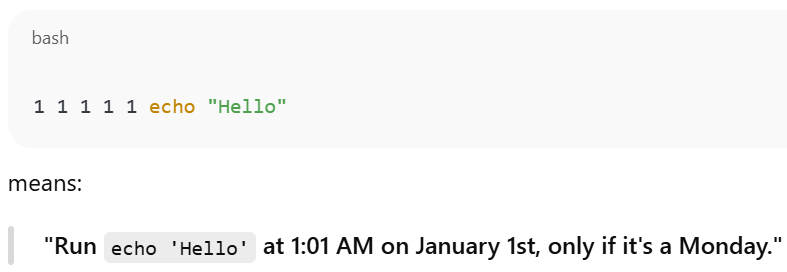 bash
1 1 1 1 1 echo "Hello"
means:
"Run echo 'Hello' at 1:01 AM on January 1st, only if it's a Monday."